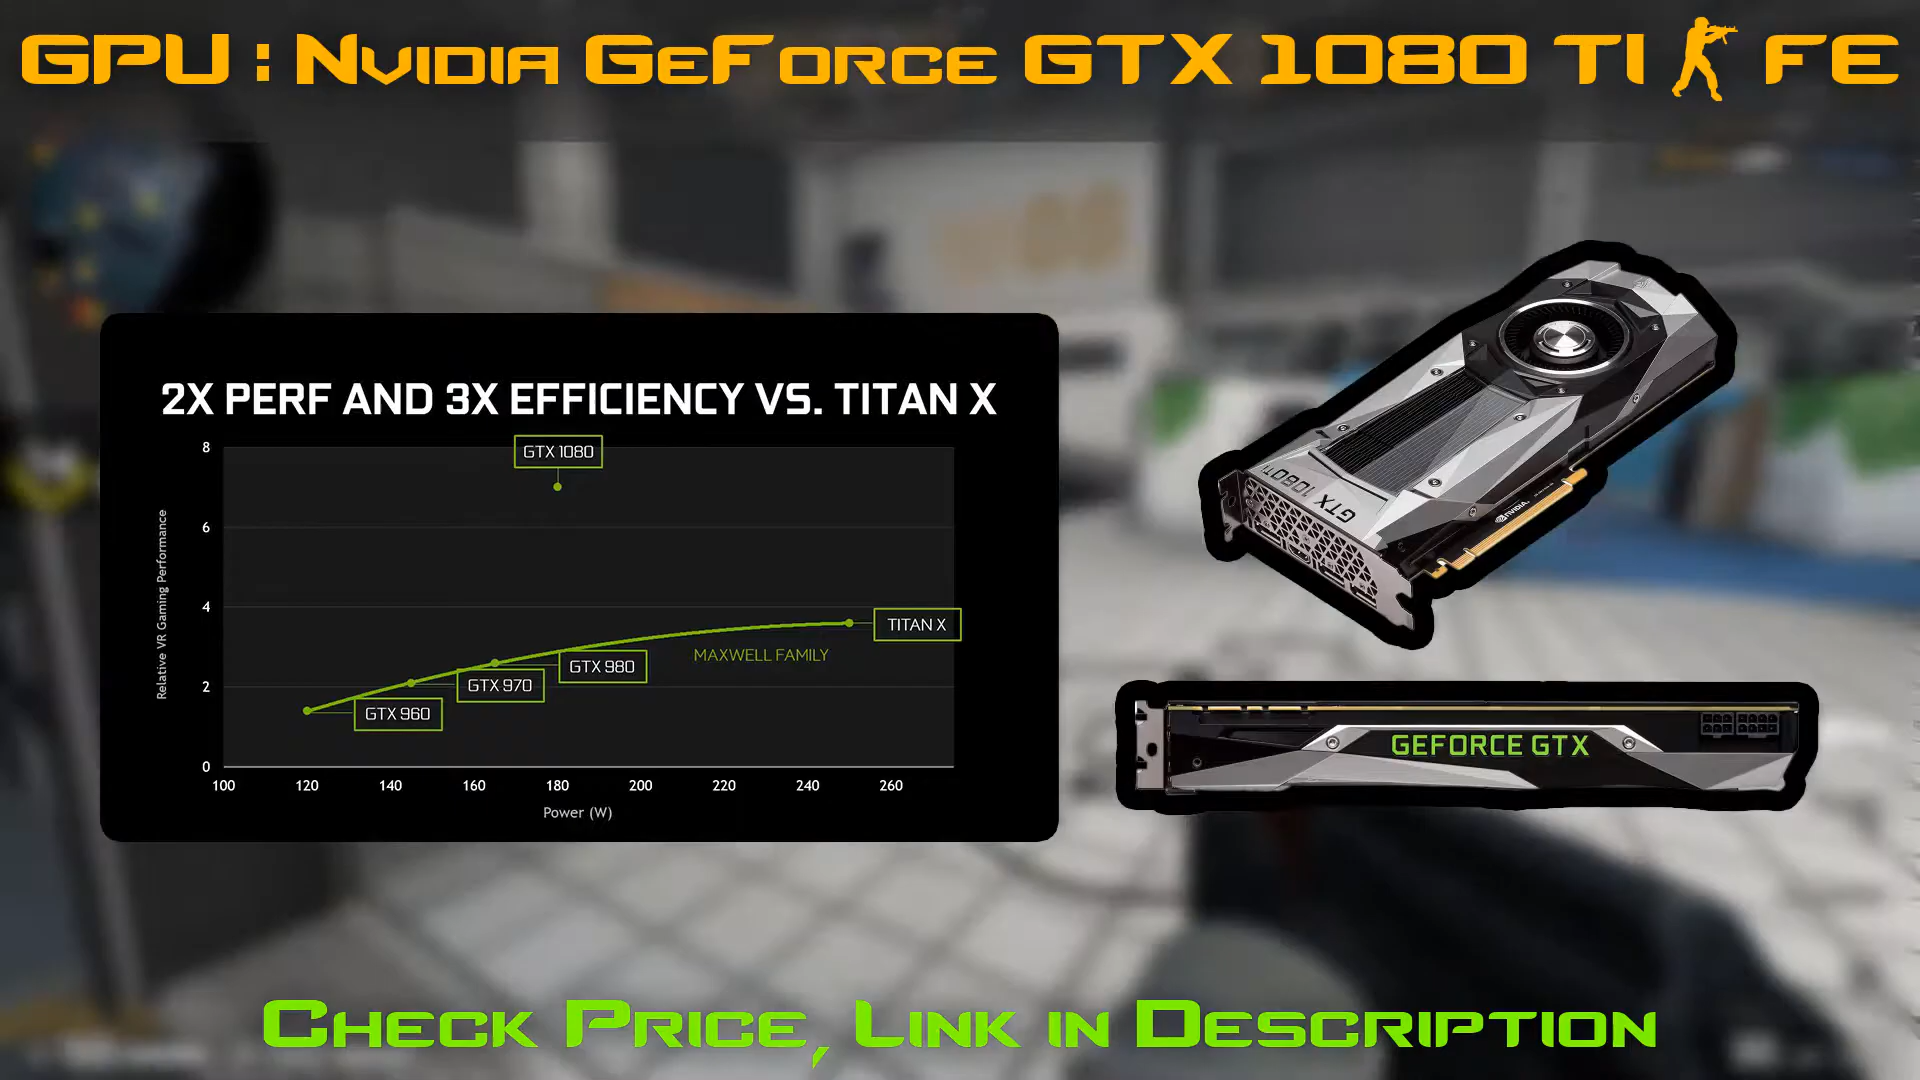 GPU : Nvidia GeForce GTX 1080 TI FE
2X PERF AND 3X EFFICIENCY VS. TITAN X
Relative VR Gaming Performance
8
6
4
2
0
GTX 1080
TITAN X
MAXWELL FAMILY
GTX 980
GTX 970
GTX 960
100 120 140 160 180 200 220 240 260
Power (W)
GTX 1080 Ti
NVIDIA
GEFORCE GTX
Check Price, Link in Description